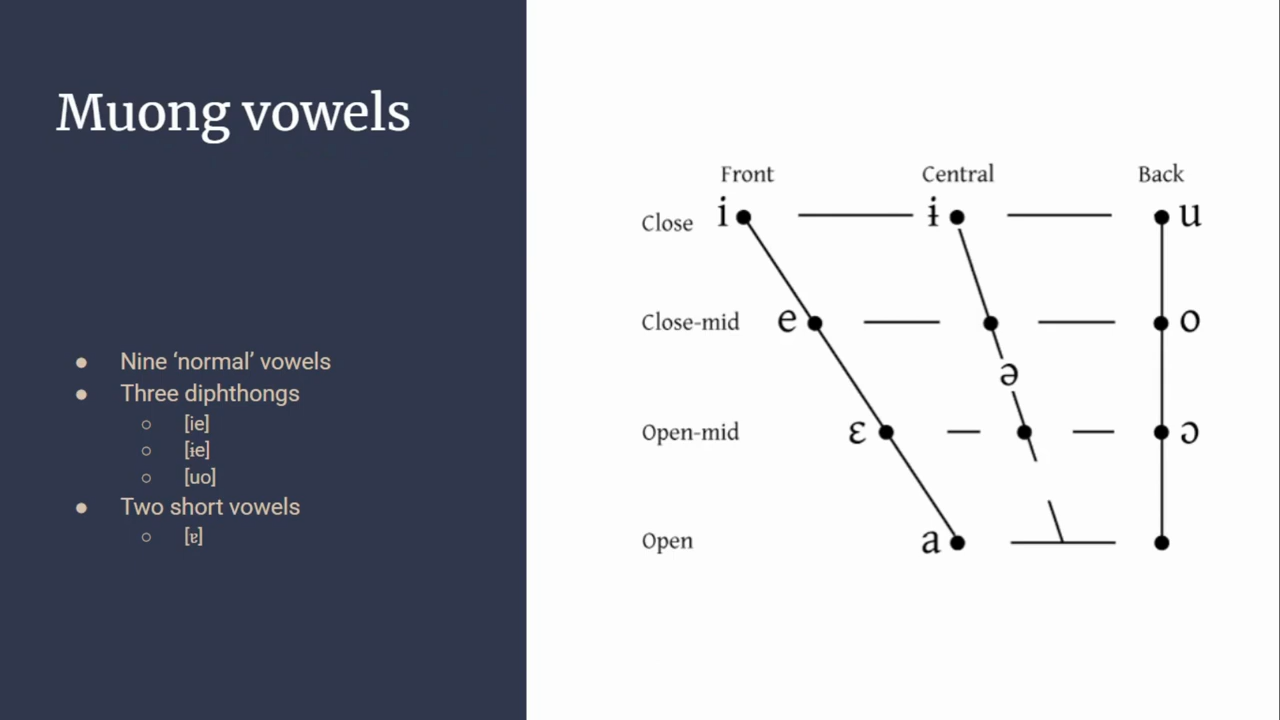 Muong vowels
Nine ‘normal’ vowels
Three diphthongs
[ie]
[ɨe]
[uo]
Two short vowels
[ɐ]
Front Central Back
Close i ɨ u
Close-mid e o
ə
Open-mid ɛ ɔ
Open a